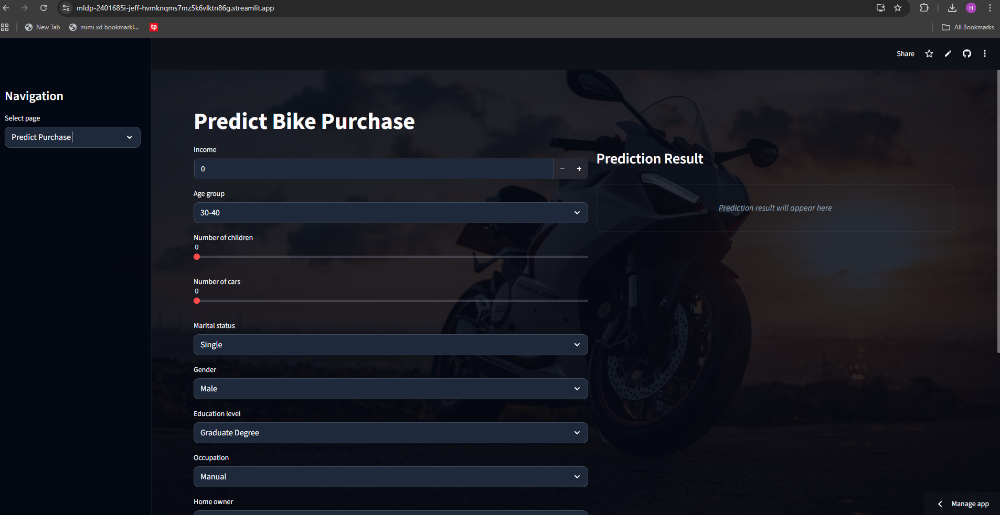 mldp-2401685i-jeff-hvmknqms7mz5k6vlktn86g.streamlit.app
H
New Tab
mimi xd bookmarkl...
tp
All Bookmarks
Share
Navigation
Select page
Predict Purchase
Predict Bike Purchase
Income
0
Age group
30-40
Number of children
0
Number of cars
0
Marital status
Single
Gender
Male
Education level
Graduate Degree
Occupation
Manual
Home owner
Prediction Result
Prediction result will appear here
Manage app